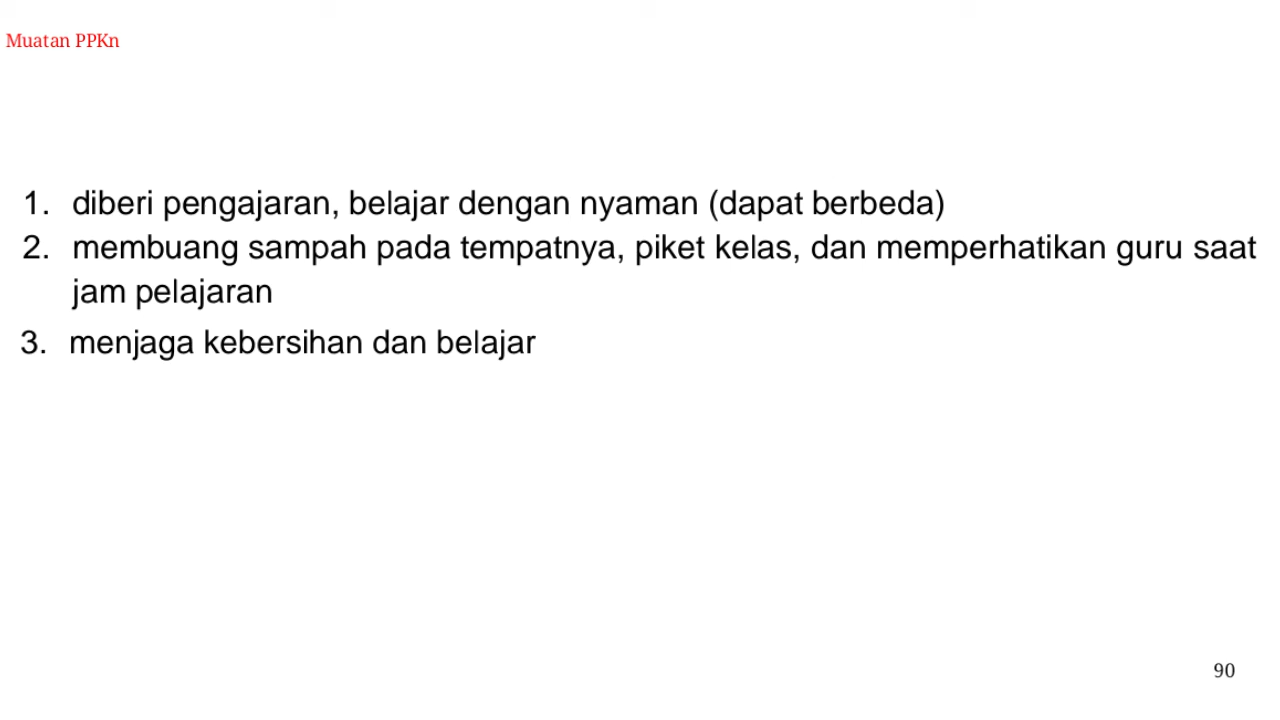 Muatan PPKn
1. diberi pengajaran, belajar dengan nyaman (dapat berbeda)
2. membuang sampah pada tempatnya, piket kelas, dan memperhatikan guru saat
jam pelajaran
3. menjaga kebersihan dan belajar
90